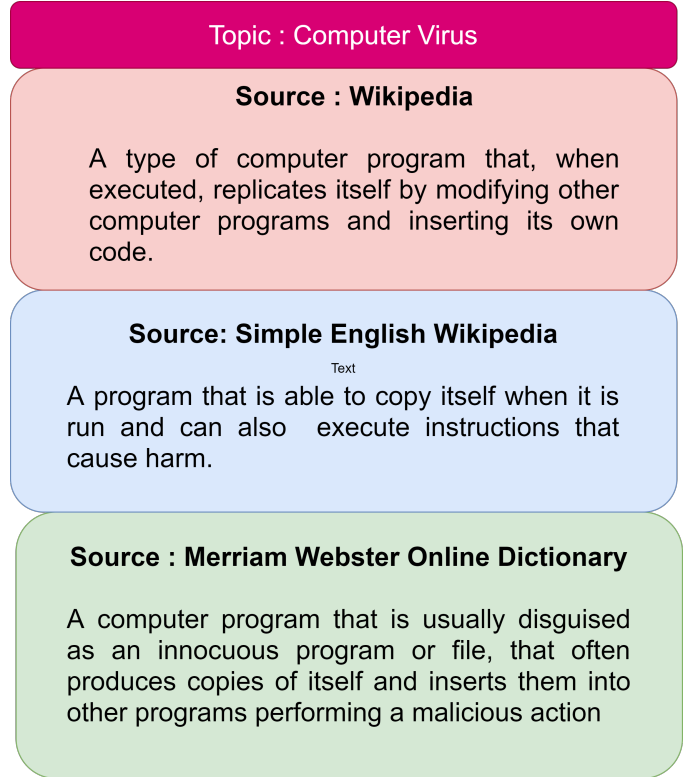 Topic : Computer Virus
Source : Wikipedia
A type of computer program that, when
executed, replicates itself by modifying other
computer programs and inserting its own
code.
Source: Simple English Wikipedia
Text
A program that is able to copy itself when it is
run and can also execute instructions that
cause harm.
Source : Merriam Webster Online Dictionary
A computer program that is usually disguised
as an innocuous program or file, that often
produces copies of itself and inserts them into
other programs performing a malicious action